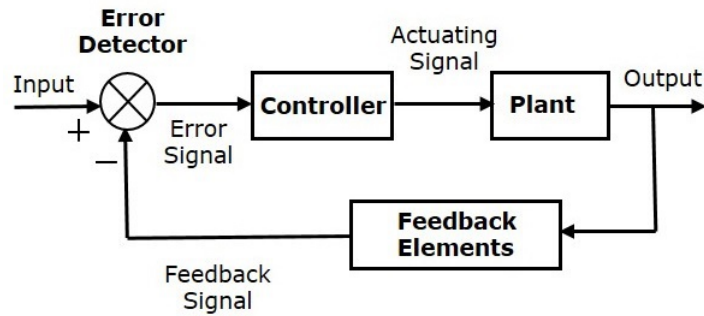 Error
Detector
Input
+
−
Error
Signal
Controller
Actuating
Signal
Plant
Output
Feedback
Elements
Feedback
Signal